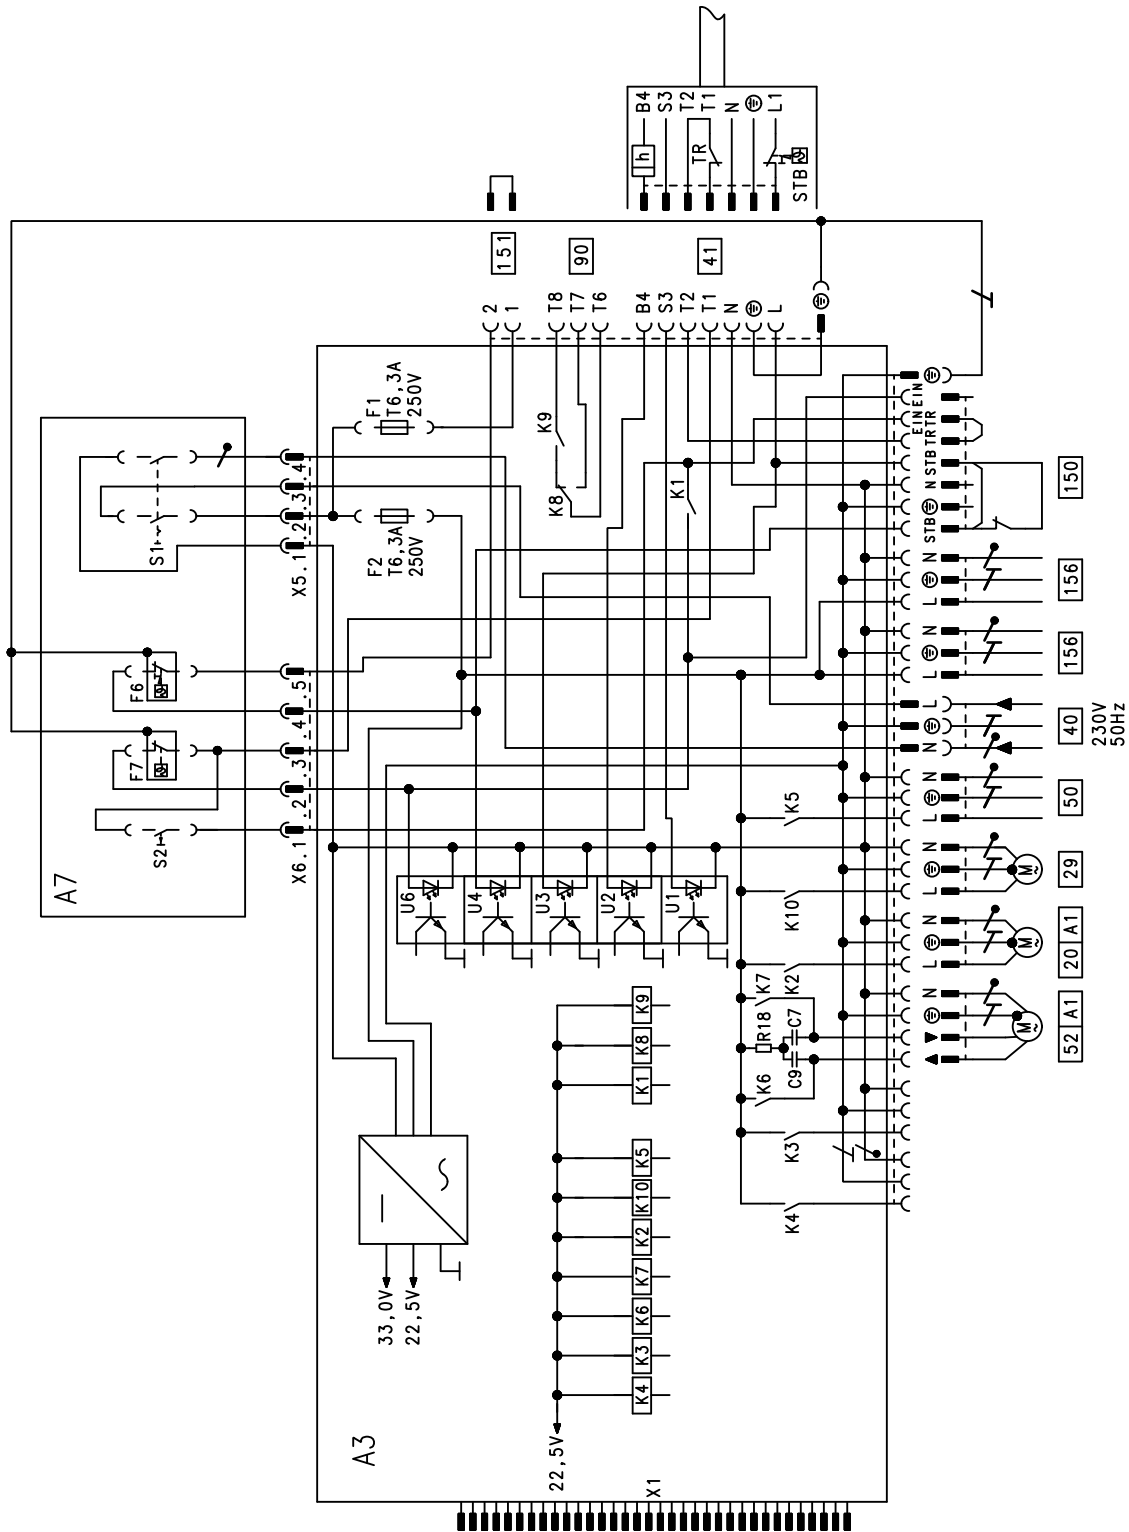 B4
S3
T2
T1
N
L1
h
TR
STB
151
90
41
2
1
T8
T7
T6
B4
S3
T2
T1
N
L
F1
T6,3A
250V
K9
K8
K1
F2
T6,3A
250V
S1
X5.1 .2 .3 .4
A7
F6
F7
S2
X6.1 .2 .3 .4 .5
EIN
EIN
TR
TR
STB
N
STB
150
N
L
156
N
L
156
L
N
40
230V
50Hz
N
L
50
K5
N
L
M~
29
K10
N
L
M~
20 A1
K2
N
M~
52 A1
K7
R18
C7
C9
K6
K3
K4
U6
U4
U3
U2
U1
K9
K8
K1
K5
K10
K2
K7
K6
K3
K4
33,0V
22,5V
22,5V
A3
X1